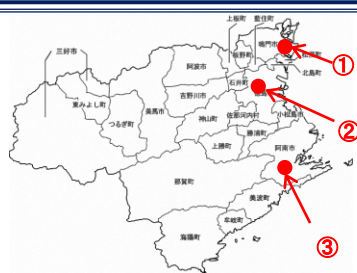 上板町
藍住町
三好市
鳴門市
松茂町
①
阿波市
板野町
北島町
石井町
東みよし町
吉野川市
徳島市
②
つるぎ町
美馬市
神山町
佐那河内村
小松島市
上勝町
勝浦町
阿南市
那賀町
美波町
③
牟岐町
海陽町